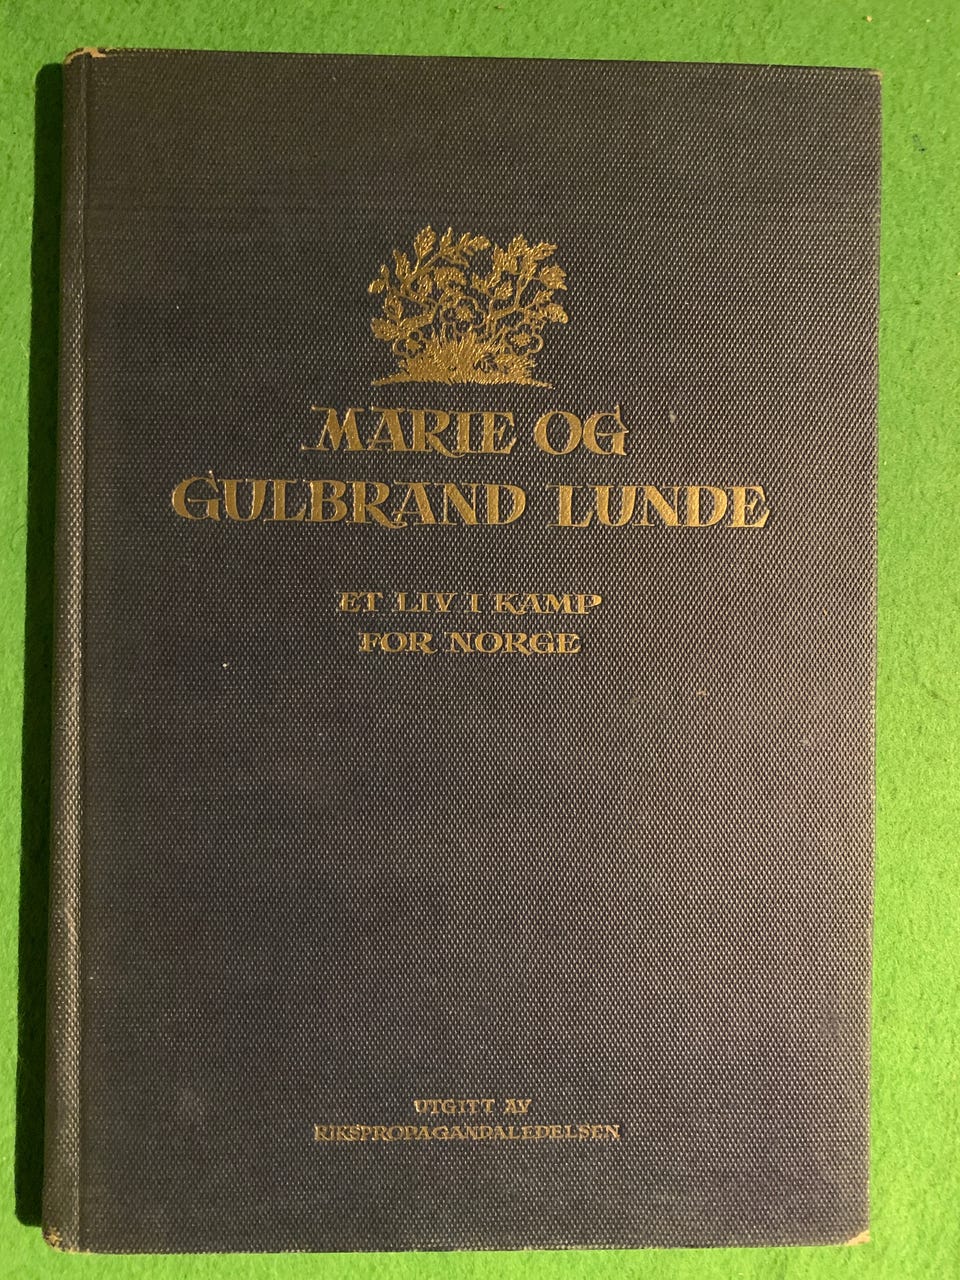 MARIE OG
GULBRAND LUNDE
ET LIV I KAMP
FOR NORGE
UTGITT AV
RIKSPROPAGANDALEDELSEN